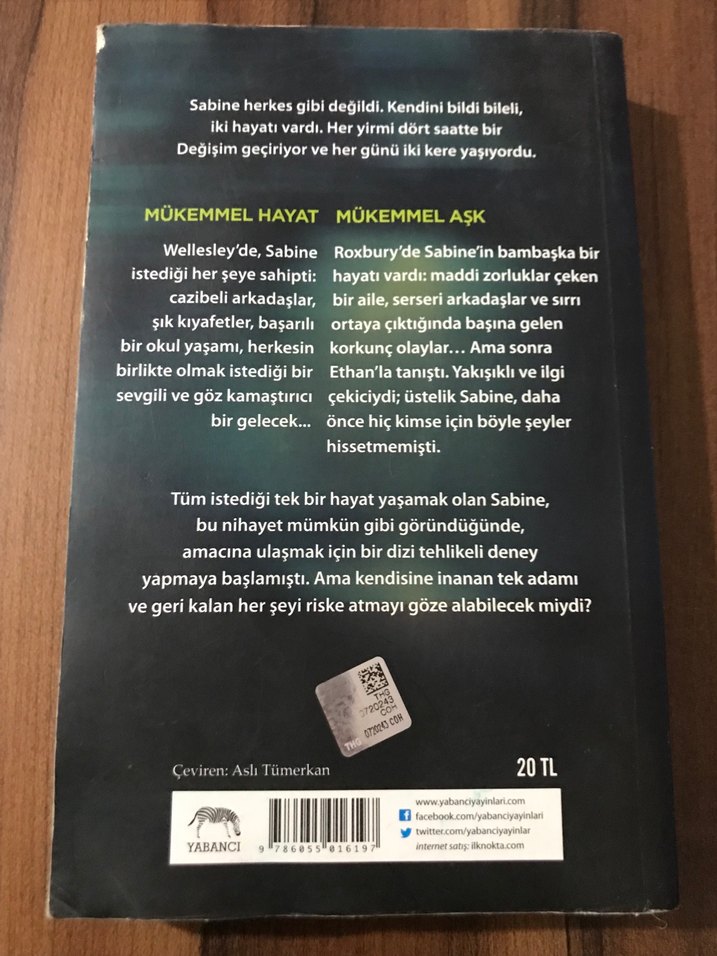 Sabine herkes gibi değildi. Kendini bildi bileli,
iki hayatı vardı. Her yirmi dört saatte bir
Değişim geçiriyor ve her günü iki kere yaşıyordu.
MÜKEMMEL HAYAT
Wellesley’de, Sabine
istediği her şeye sahipti:
cazibeli arkadaşlar,
şık kıyafetler, başarılı
bir okul yaşamı, herkesin
birlikte olmak istediği bir
sevgili ve göz kamaştırıcı
bir gelecek...
MÜKEMMEL AŞK
Roxbury’de Sabine’in bambaşka bir
hayatı vardı: maddi zorluklar çeken
bir aile, serseri arkadaşlar ve sırrı
ortaya çıktığında başına gelen
korkunç olaylar… Ama sonra
Ethan’la tanıştı. Yakışıklı ve ilgi
çekiciydi; üstelik Sabine, daha
önce hiç kimse için böyle şeyler
hissetmemişti.
Tüm istediği tek bir hayat yaşamak olan Sabine,
bu nihayet mümkün gibi göründüğünde,
amacına ulaşmak için bir dizi tehlikeli deney
yapmaya başlamıştı. Ama kendisine inanan tek adamı
ve geri kalan her şeyi riske atmayı göze alabilecek miydi?
THG
0720243
COH
THG 0720243 COH
Çeviren: Aslı Tümerkan
20 TL
YABANCI
9 786055 016197
www.yabanciyayinlari.com
facebook.com/yabanciyayinlari
twitter.com/yabanciyayinlar
internet satış: ilknokta.com